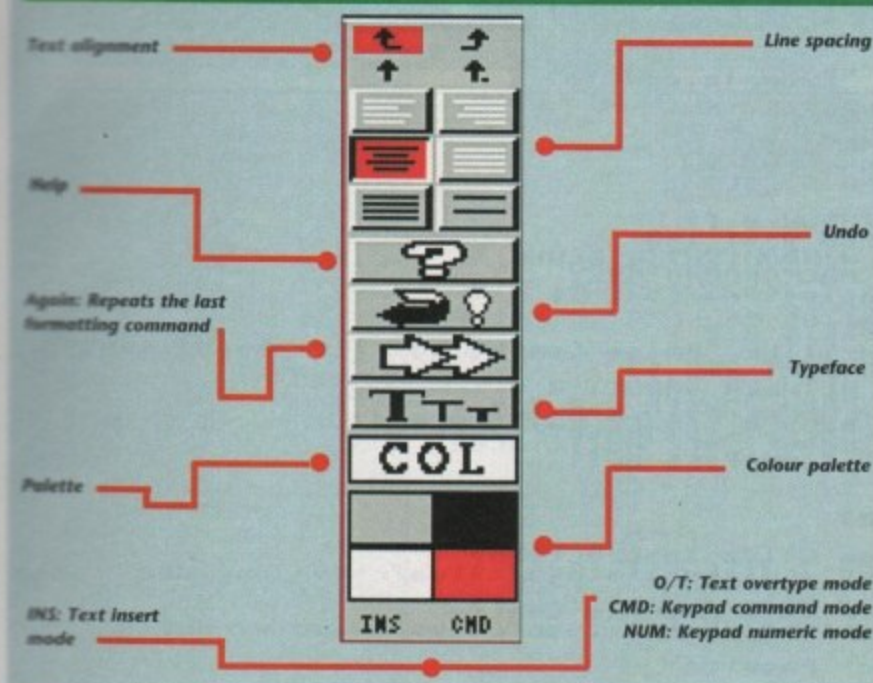 Text alignment
Line spacing
Help
Undo
Again: Repeats the last
formatting command
Typeface
COL
Colour palette
Palette
O/T: Text overtype mode
CMD: Keypad command mode
NUM: Keypad numeric mode
INS: Text insert
mode
INS CMD